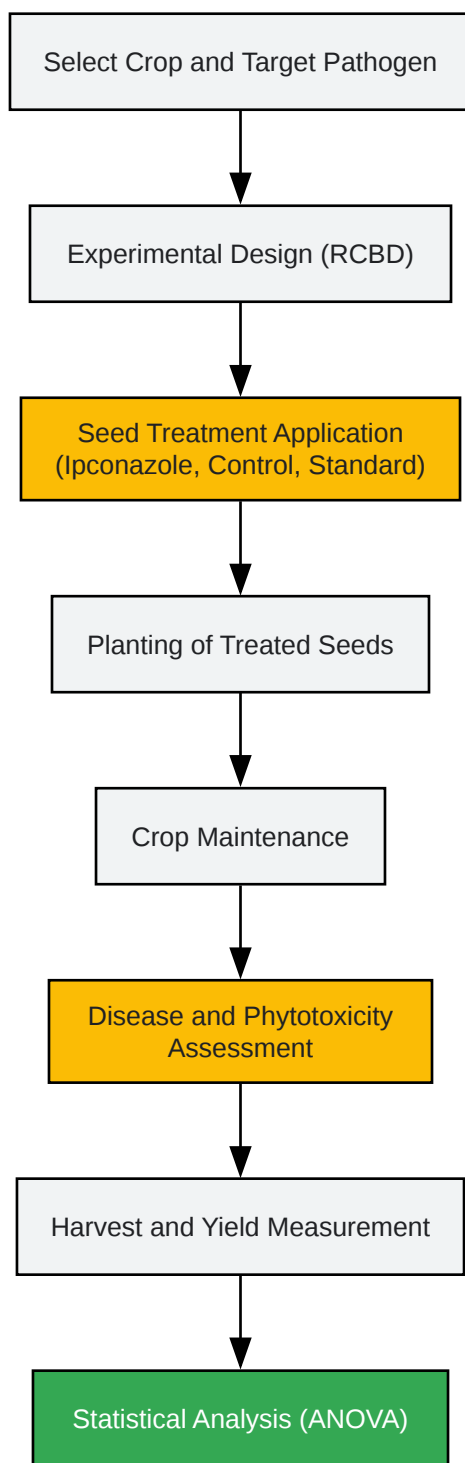 Select Crop and Target Pathogen
Experimental Design (RCBD)
Seed Treatment Application
(Ipconazole, Control, Standard)
Planting of Treated Seeds
Crop Maintenance
Disease and Phytotoxicity
Assessment
Harvest and Yield Measurement
Statistical Analysis (ANOVA)